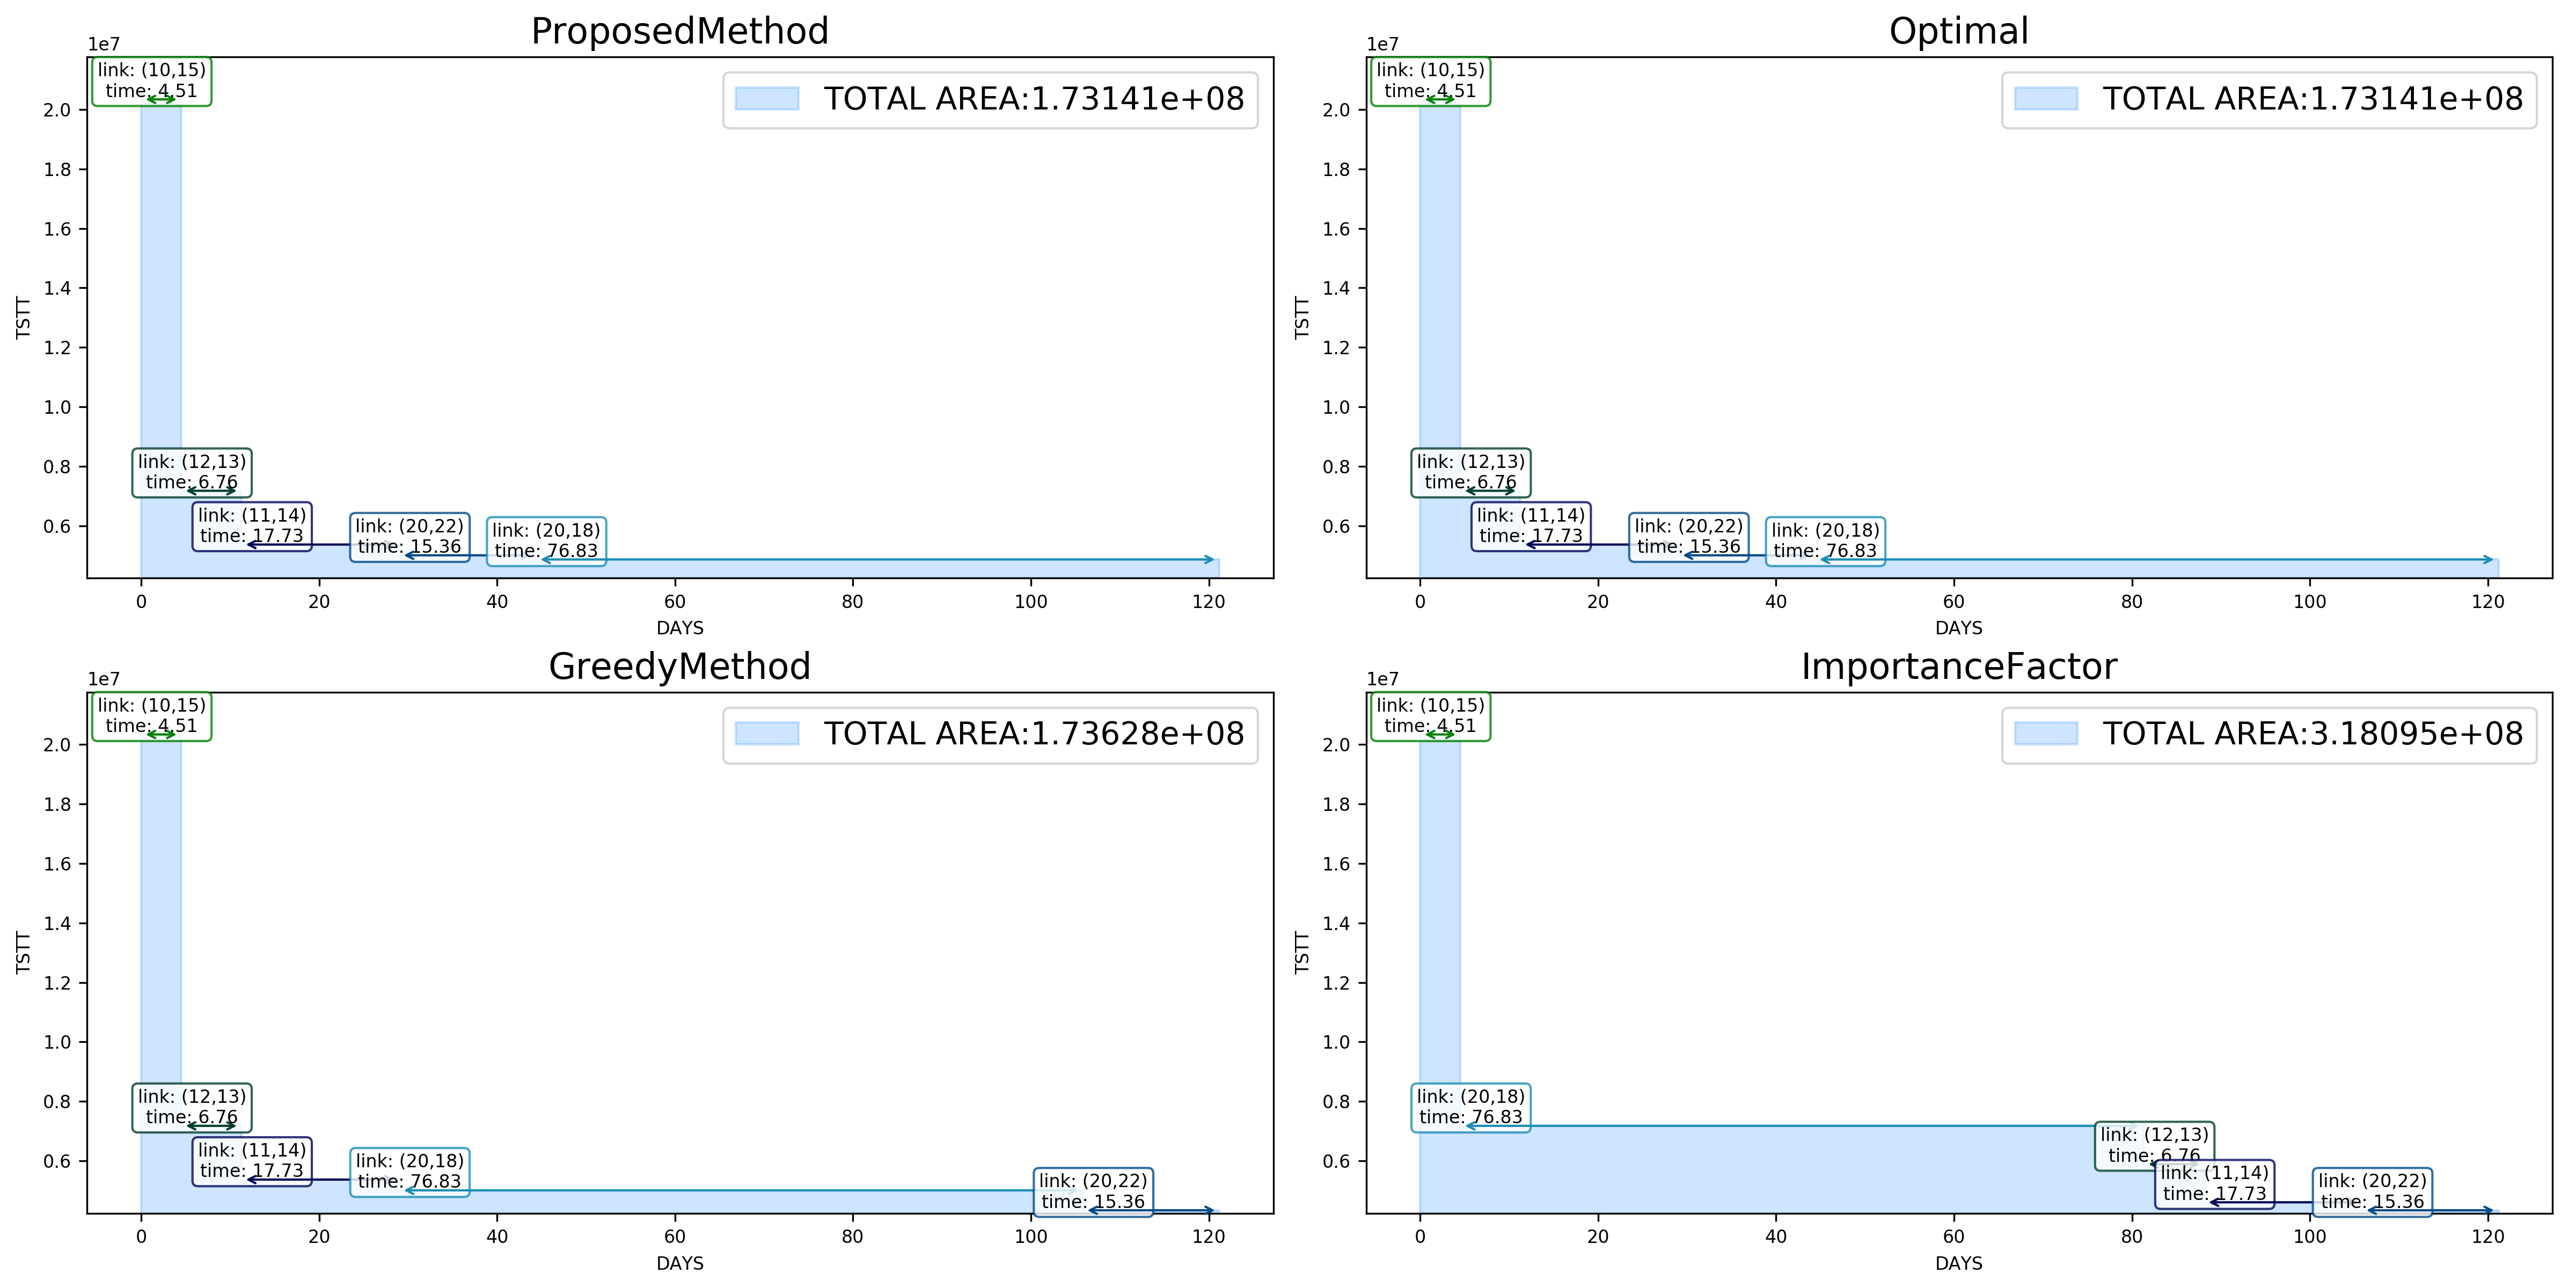 ProposedMethod
1e7
link: (10,15)
time: 4.51
TOTAL AREA:1.73141e+08
2.0
1.8
1.6
1.4
1.2
1.0
0.8
0.6
TSTT
link: (12,13)
time: 6.76
link: (11,14)
time: 17.73
link: (20,22)
time: 15.36
link: (20,18)
time: 76.83
0 20 40 60 80 100 120
DAYS
Optimal
1e7
link: (10,15)
time: 4.51
TOTAL AREA:1.73141e+08
2.0
1.8
1.6
1.4
1.2
1.0
0.8
0.6
TSTT
link: (12,13)
time: 6.76
link: (11,14)
time: 17.73
link: (20,22)
time: 15.36
link: (20,18)
time: 76.83
0 20 40 60 80 100 120
DAYS
GreedyMethod
1e7
link: (10,15)
time: 4.51
TOTAL AREA:1.73628e+08
2.0
1.8
1.6
1.4
1.2
1.0
0.8
0.6
TSTT
link: (12,13)
time: 6.76
link: (11,14)
time: 17.73
link: (20,18)
time: 76.83
link: (20,22)
time: 15.36
0 20 40 60 80 100 120
DAYS
ImportanceFactor
1e7
link: (10,15)
time: 4.51
TOTAL AREA:3.18095e+08
2.0
1.8
1.6
1.4
1.2
1.0
0.8
0.6
TSTT
link: (20,18)
time: 76.83
link: (12,13)
time: 6.76
link: (11,14)
time: 17.73
link: (20,22)
time: 15.36
0 20 40 60 80 100 120
DAYS